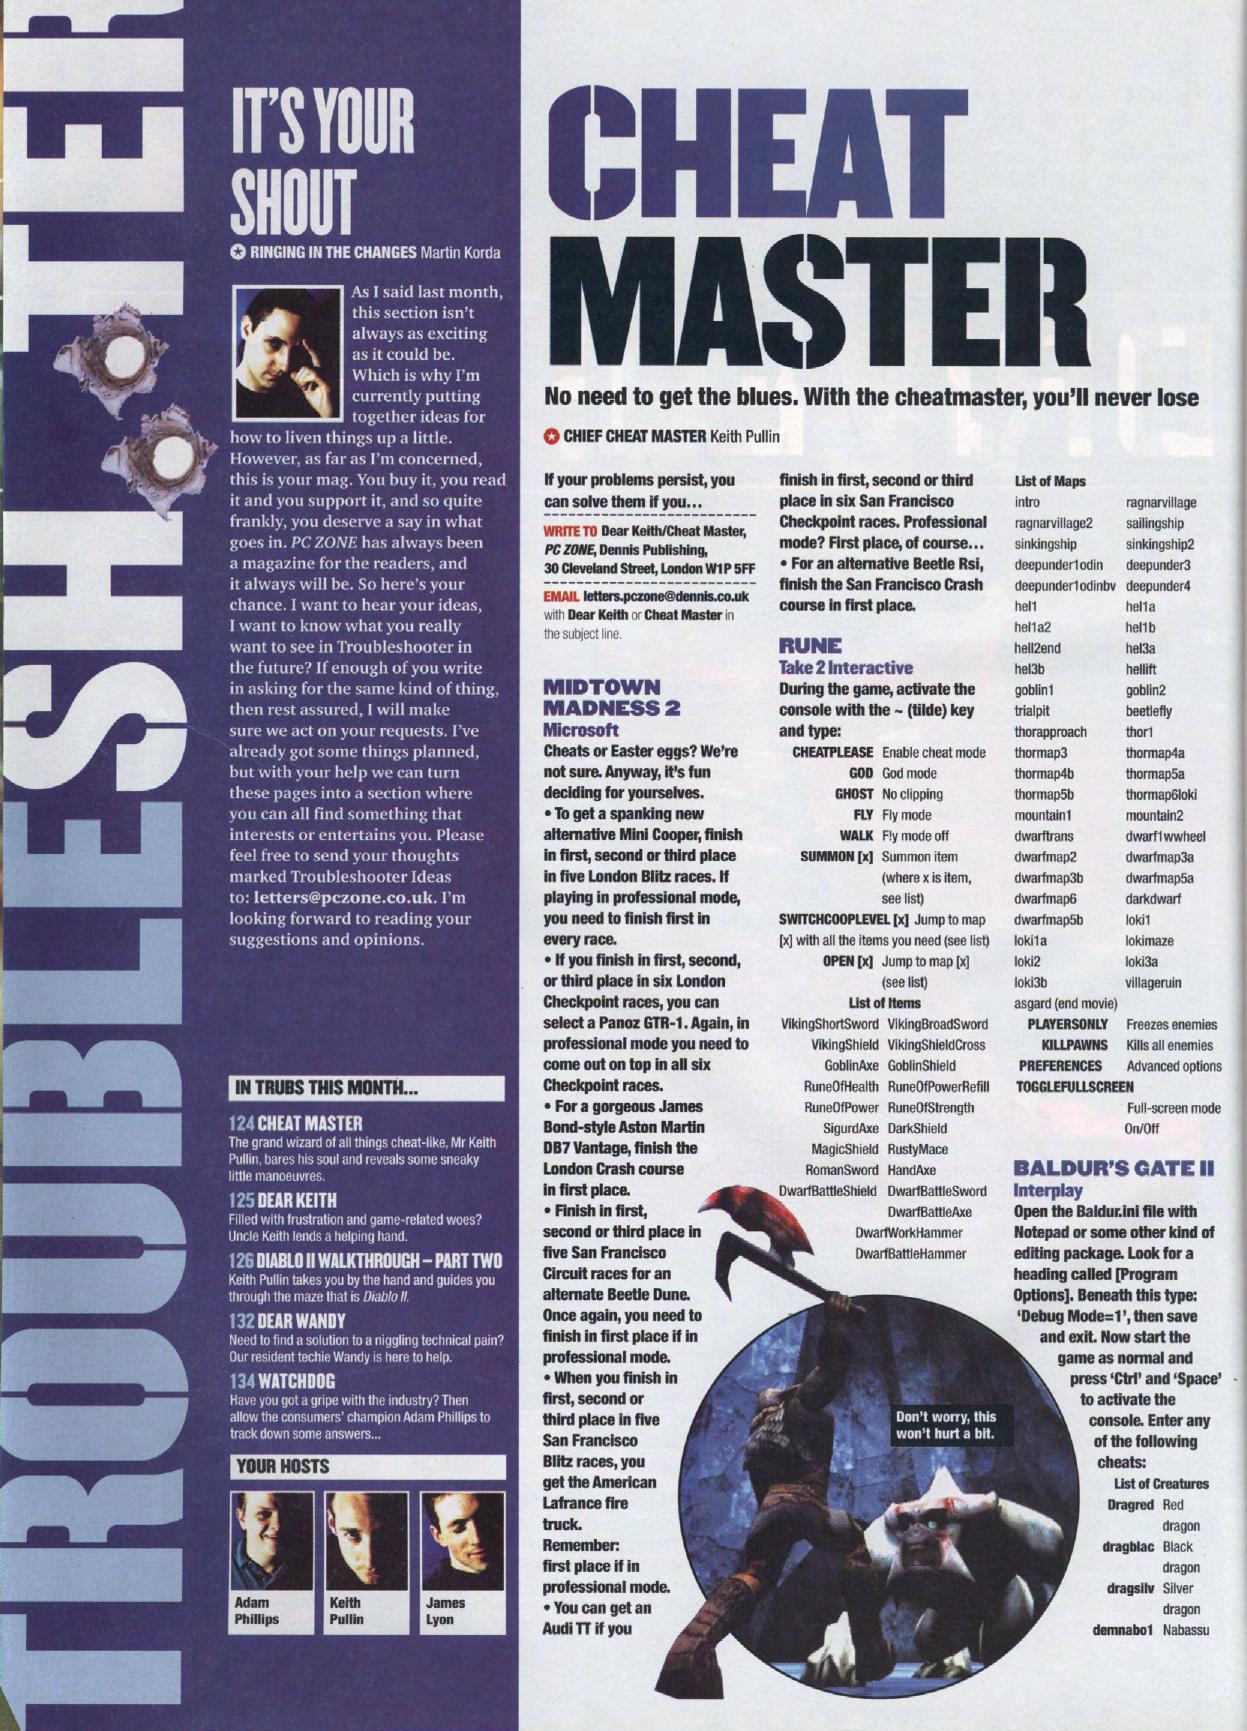 TROUBLESHOOTER
IT'S YOUR
SHOUT
RINGING IN THE CHANGES Martin Korda
As I said last month,
this section isn't
always as exciting
as it could be.
Which is why I'm
currently putting
together ideas for
how to liven things up a little.
However, as far as I'm concerned,
this is your mag. You buy it, you read
it and you support it, and so quite
frankly, you deserve a say in what
goes in. PC ZONE has always been
a magazine for the readers, and
it always will be. So here's your
chance. I want to hear your ideas,
I want to know what you really
want to see in Troubleshooter in
the future? If enough of you write
in asking for the same kind of thing,
then rest assured, I will make
sure we act on your requests. I've
already got some things planned,
but with your help we can turn
these pages into a section where
you can all find something that
interests or entertains you. Please
feel free to send your thoughts
marked Troubleshooter Ideas
to: letters@pczone.co.uk. I'm
looking forward to reading your
suggestions and opinions.
IN TRUBS THIS MONTH...
124 CHEAT MASTER
The grand wizard of all things cheat-like, Mr Keith
Pullin, bares his soul and reveals some sneaky
little manoeuvres.
125 DEAR KEITH
Filled with frustration and game-related woes?
Uncle Keith lends a helping hand.
126 DIABLO II WALKTHROUGH – PART TWO
Keith Pullin takes you by the hand and guides you
through the maze that is Diablo II.
132 DEAR WANDY
Need to find a solution to a niggling technical pain?
Our resident techie Wandy is here to help.
134 WATCHDOG
Have you got a gripe with the industry? Then
allow the consumers' champion Adam Phillips to
track down some answers...
YOUR HOSTS
Adam
Phillips
Keith
Pullin
James
Lyon
CHEAT
MASTER
No need to get the blues. With the cheatmaster, you'll never lose
CHIEF CHEAT MASTER Keith Pullin
If your problems persist, you
can solve them if you...
WRITE TO Dear Keith/Cheat Master,
PC ZONE, Dennis Publishing,
30 Cleveland Street, London W1P 5FF
EMAIL letters.pczone@dennis.co.uk
with Dear Keith or Cheat Master in
the subject line.
MIDTOWN
MADNESS 2
Microsoft
Cheats or Easter eggs? We're
not sure. Anyway, it's fun
deciding for yourselves.
• To get a spanking new
alternative Mini Cooper, finish
in first, second or third place
in five London Blitz races. If
playing in professional mode,
you need to finish first in
every race.
• If you finish in first, second,
or third place in six London
Checkpoint races, you can
select a Panoz GTR-1. Again, in
professional mode you need to
come out on top in all six
Checkpoint races.
• For a gorgeous James
Bond-style Aston Martin
DB7 Vantage, finish the
London Crash course
in first place.
• Finish in first,
second or third place in
five San Francisco
Circuit races for an
alternate Beetle Dune.
Once again, you need to
finish in first place if in
professional mode.
• When you finish in
first, second or
third place in five
San Francisco
Blitz races, you
get the American
Lafrance fire
truck.
Remember:
first place if in
professional mode.
• You can get an
Audi TT if you
finish in first, second or third
place in six San Francisco
Checkpoint races. Professional
mode? First place, of course...
• For an alternative Beetle Rsi,
finish the San Francisco Crash
course in first place.
RUNE
Take 2 Interactive
During the game, activate the
console with the ~ (tilde) key
and type:
CHEATPLEASE Enable cheat mode
GOD God mode
GHOST No clipping
FLY Fly mode
WALK Fly mode off
SUMMON [x] Summon item
(where x is item,
see list)
SWITCHCOOPLEVEL [x] Jump to map
[x] with all the items you need (see list)
OPEN [x] Jump to map [x]
(see list)
List of Items
VikingShortSword VikingBroadSword
VikingShield VikingShieldCross
GoblinAxe GoblinShield
RuneOfHealth RuneOfPowerRefill
RuneOfPower RuneOfStrength
SigurdAxe DarkShield
MagicShield RustyMace
RomanSword HandAxe
DwarfBattleShield DwarfBattleSword
DwarfBattleAxe
DwarfWorkHammer
DwarfBattleHammer
Don't worry, this
won't hurt a bit.
List of Maps
intro ragnarvillage
ragnarvillage2 sailingship
sinkingship sinkingship2
deepunder1odin deepunder3
deepunder1odinbv deepunder4
hel1 hel1a
hel1a2 hel1b
hell2end hel3a
hel3b hellift
goblin1 goblin2
trialpit beetlefly
thorapproach thor1
thormap3 thormap4a
thormap4b thormap5a
thormap5b thormap6loki
mountain1 mountain2
dwarftrans dwarf1wwheel
dwarfmap2 dwarfmap3a
dwarfmap3b dwarfmap5a
dwarfmap6 darkdwarf
dwarfmap5b loki1
loki1a lokimaze
loki2 loki3a
loki3b villageruin
asgard (end movie)
PLAYERSONLY Freezes enemies
KILLPAWNS Kills all enemies
PREFERENCES Advanced options
TOGGLEFULLSCREEN
Full-screen mode
On/Off
BALDUR'S GATE II
Interplay
Open the Baldur.ini file with
Notepad or some other kind of
editing package. Look for a
heading called [Program
Options]. Beneath this type:
'Debug Mode=1', then save
and exit. Now start the
game as normal and
press 'Ctrl' and 'Space'
to activate the
console. Enter any
of the following
cheats:
List of Creatures
Dragred Red
dragon
dragblac Black
dragon
dragsilv Silver
dragon
demnabo1 Nabassu